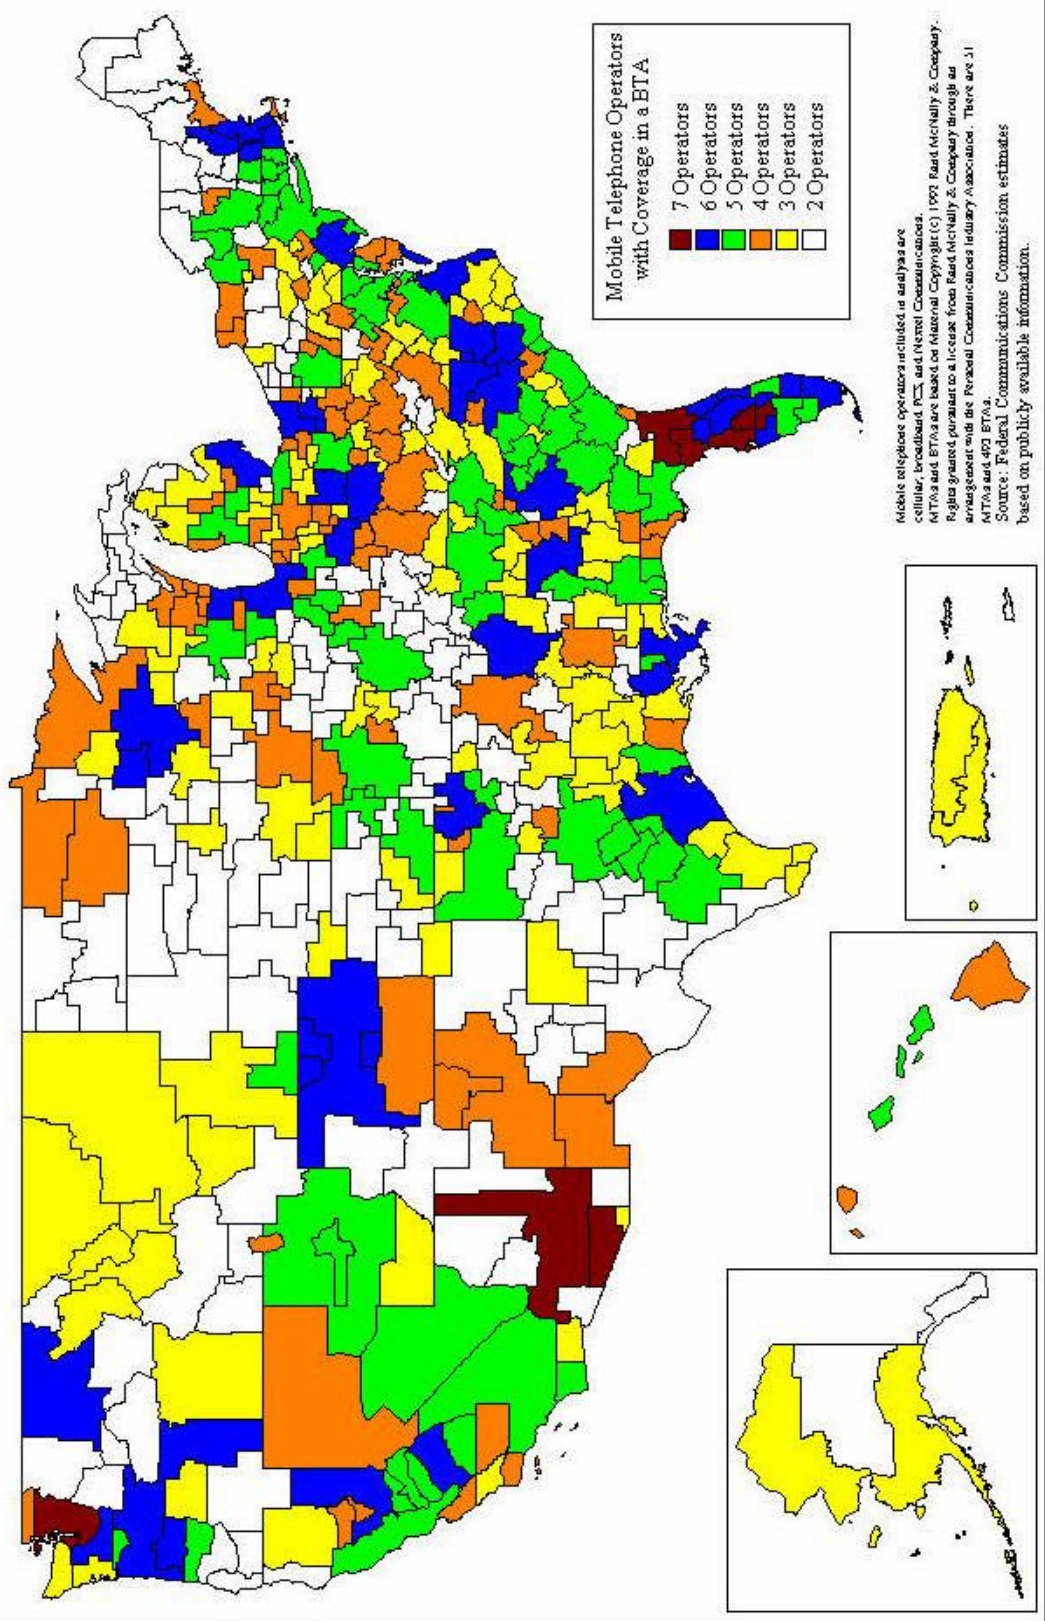 Mobile Telephone Operators
with Coverage in a BTA
7 Operators
6 Operators
5 Operators
4 Operators
3 Operators
2 Operators
Mobile telephone operators included in analysis are
cellular, broadband PCS, and Nextel Communications.
MTAs and BTAs are based on Material Copyright (c) 1992 Rand McNally & Company.
Rights granted pursuant to a license from Rand McNally & Company through an
arrangement with the Personal Communications Industry Association. There are 51
MTAs and 493 BTAs.
Source: Federal Communications Commission estimates
based on publicly available information.